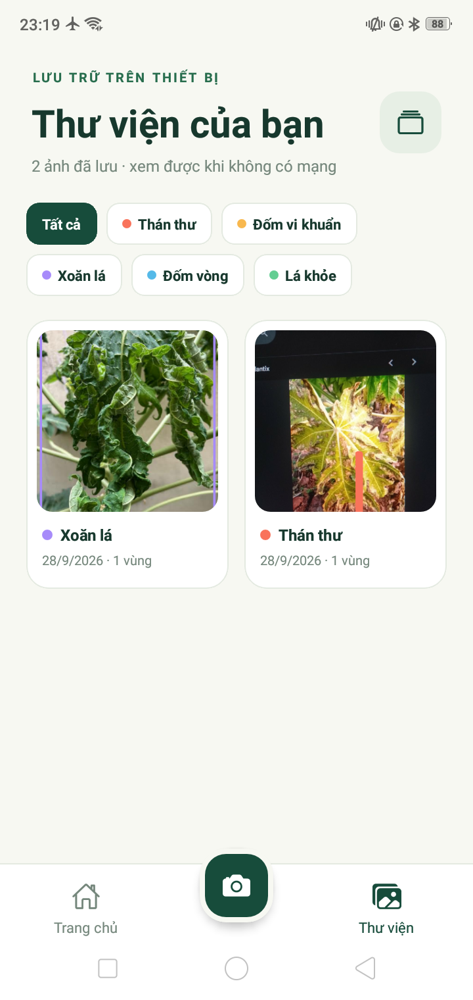 23:19
88
LƯU TRỮ TRÊN THIẾT BỊ
Thư viện của bạn
2 ảnh đã lưu · xem được khi không có mạng
Tất cả
Thán thư
Đốm vi khuẩn
Xoăn lá
Đốm vòng
Lá khỏe
lantix
Xoăn lá
28/9/2026 · 1 vùng
Thán thư
28/9/2026 · 1 vùng
Trang chủ
Thư viện